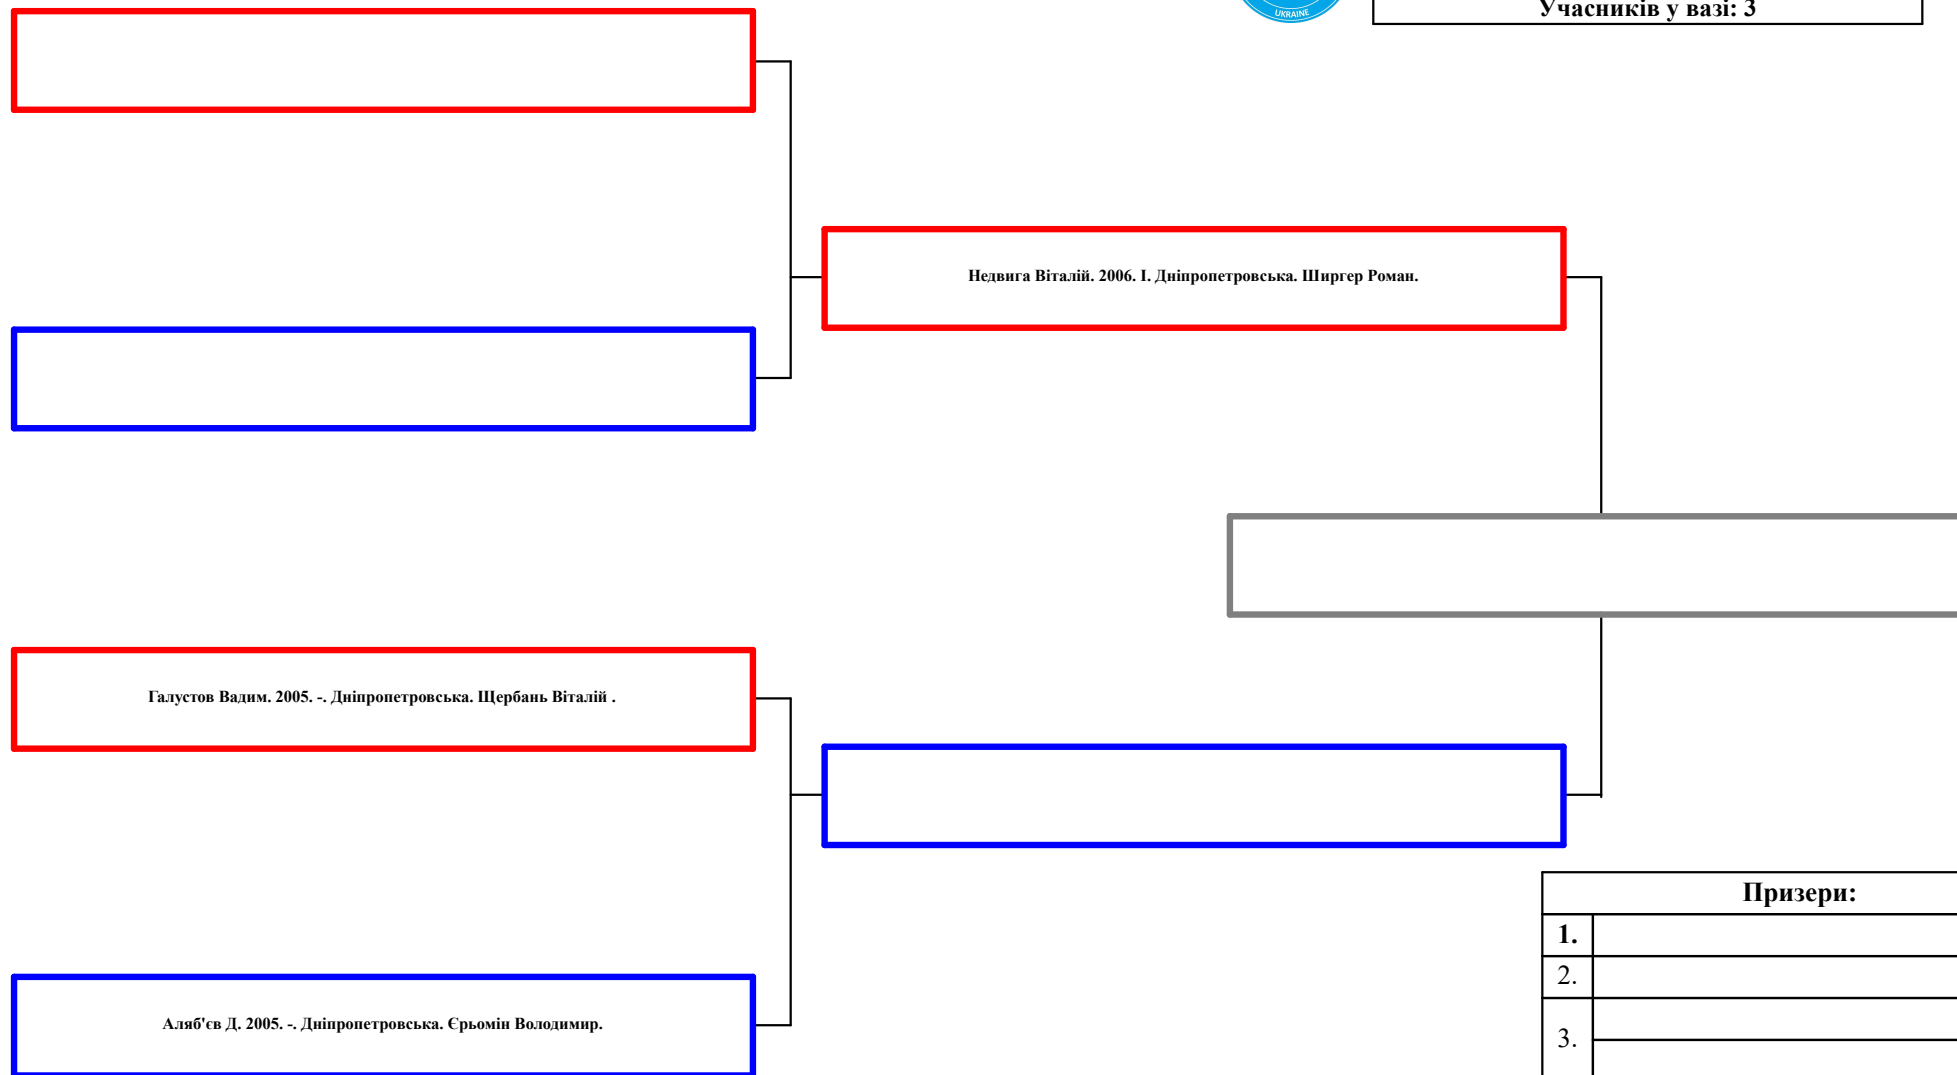 UKRAINE
Учасників у вазі: 3
Недвига Віталій. 2006. І. Дніпропетровська. Ширгер Роман.
Галустов Вадим. 2005. -. Дніпропетровська. Щербань Віталій .
Аляб'єв Д. 2005. -. Дніпропетровська. Єрьомін Володимир.
Призери:
1.
2.
3.